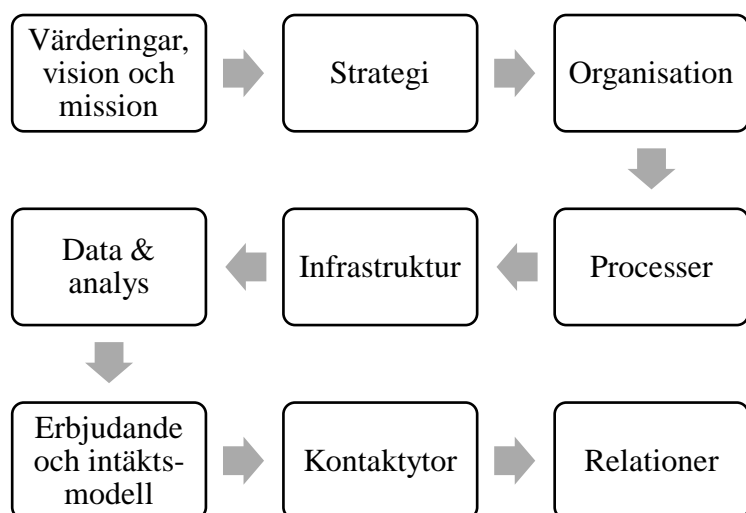 Värderingar,
vision och
mission
Strategi
Organisation
Data &
analys
Infrastruktur
Processer
Erbjudande
och intäkts-
modell
Kontaktytor
Relationer